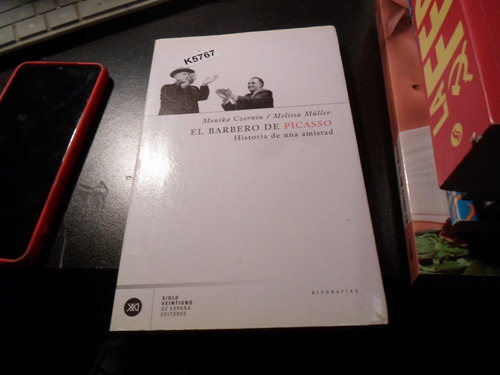 K5767
Monika Czernin / Melissa Müller
EL BARBERO DE PICASSO
Historia de una amistad
BIOGRAFÍAS
XXI
SIGLO
VEINTIUNO
DE ESPAÑA
EDITORES